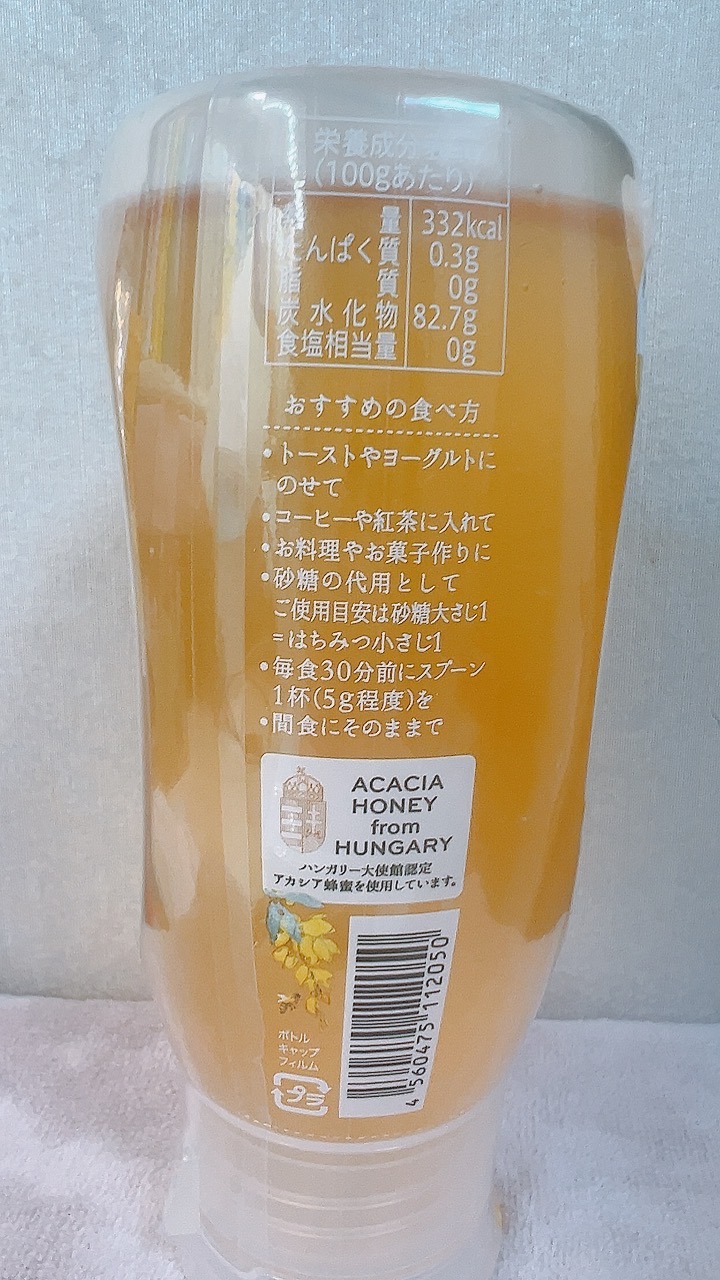 栄養成分
(100gあたり)
量 332kcal
たんぱく質 0.3g
脂質 0g
炭水化物 82.7g
食塩相当量 0g
おすすめの食べ方
•トーストやヨーグルトに
のせて
•コーヒーや紅茶に入れて
•お料理やお菓子作りに
•砂糖の代用として
ご使用目安は砂糖大さじ1
=はちみつ小さじ1
•毎食30分前にスプーン
1杯(5g程度)を
•間食にそのままで
ACACIA
HONEY
from
HUNGARY
ハンガリー大使館認定
アカシア蜂蜜を使用しています。
ボトル
キャップ
フィルム
プラ
4560475112050